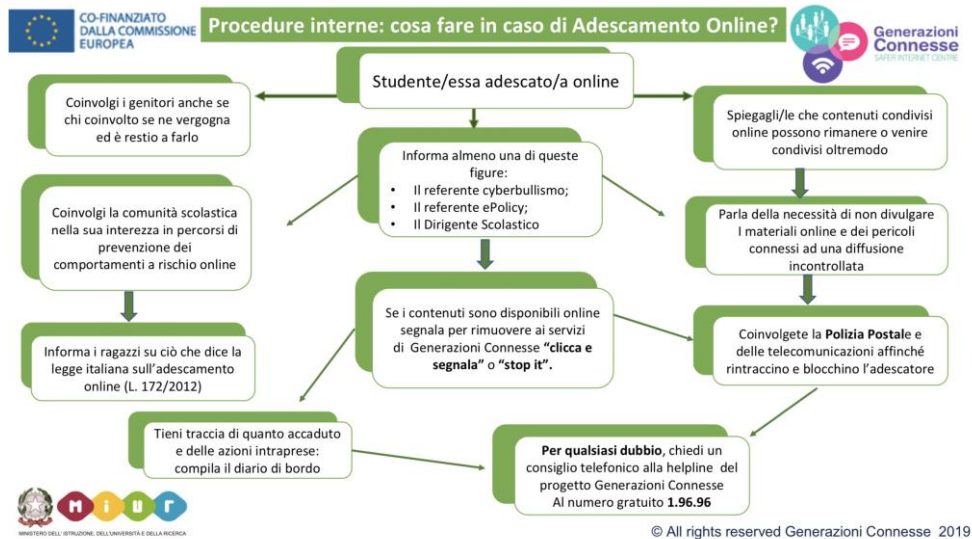 CO-FINANZIATO
DALLA COMMISSIONE
EUROPEA
Procedure interne: cosa fare in caso di Adescamento Online?
Generazioni
Connesse
SAFER INTERNET CENTRE
Studente/essa adescato/a online
Coinvolgi i genitori anche se
chi coinvolto se ne vergogna
ed è restio a farlo
Informa almeno una di queste
figure:
• Il referente cyberbullismo;
• Il referente ePolicy;
• Il Dirigente Scolastico
Spiegagli/le che contenuti condivisi
online possono rimanere o venire
condivisi oltremodo
Coinvolgi la comunità scolastica
nella sua interezza in percorsi di
prevenzione dei
comportamenti a rischio online
Parla della necessità di non divulgare
I materiali online e dei pericoli
connessi ad una diffusione
incontrollata
Se i contenuti sono disponibili online
segnala per rimuovere ai servizi
di Generazioni Connesse “clicca e
segnala” o “stop it”.
Informa i ragazzi su ciò che dice la
legge italiana sull’adescamento
online (L. 172/2012)
Coinvolgete la Polizia Postale e
delle telecomunicazioni affinché
rintraccino e blocchino l’adescatore
Tieni traccia di quanto accaduto
e delle azioni intraprese:
compila il diario di bordo
Per qualsiasi dubbio, chiedi un
consiglio telefonico alla helpline del
progetto Generazioni Connesse
Al numero gratuito 1.96.96
miur
MINISTERO DELL' ISTRUZIONE, DELL'UNIVERSITÀ E DELLA RICERCA
© All rights reserved Generazioni Connesse 2019